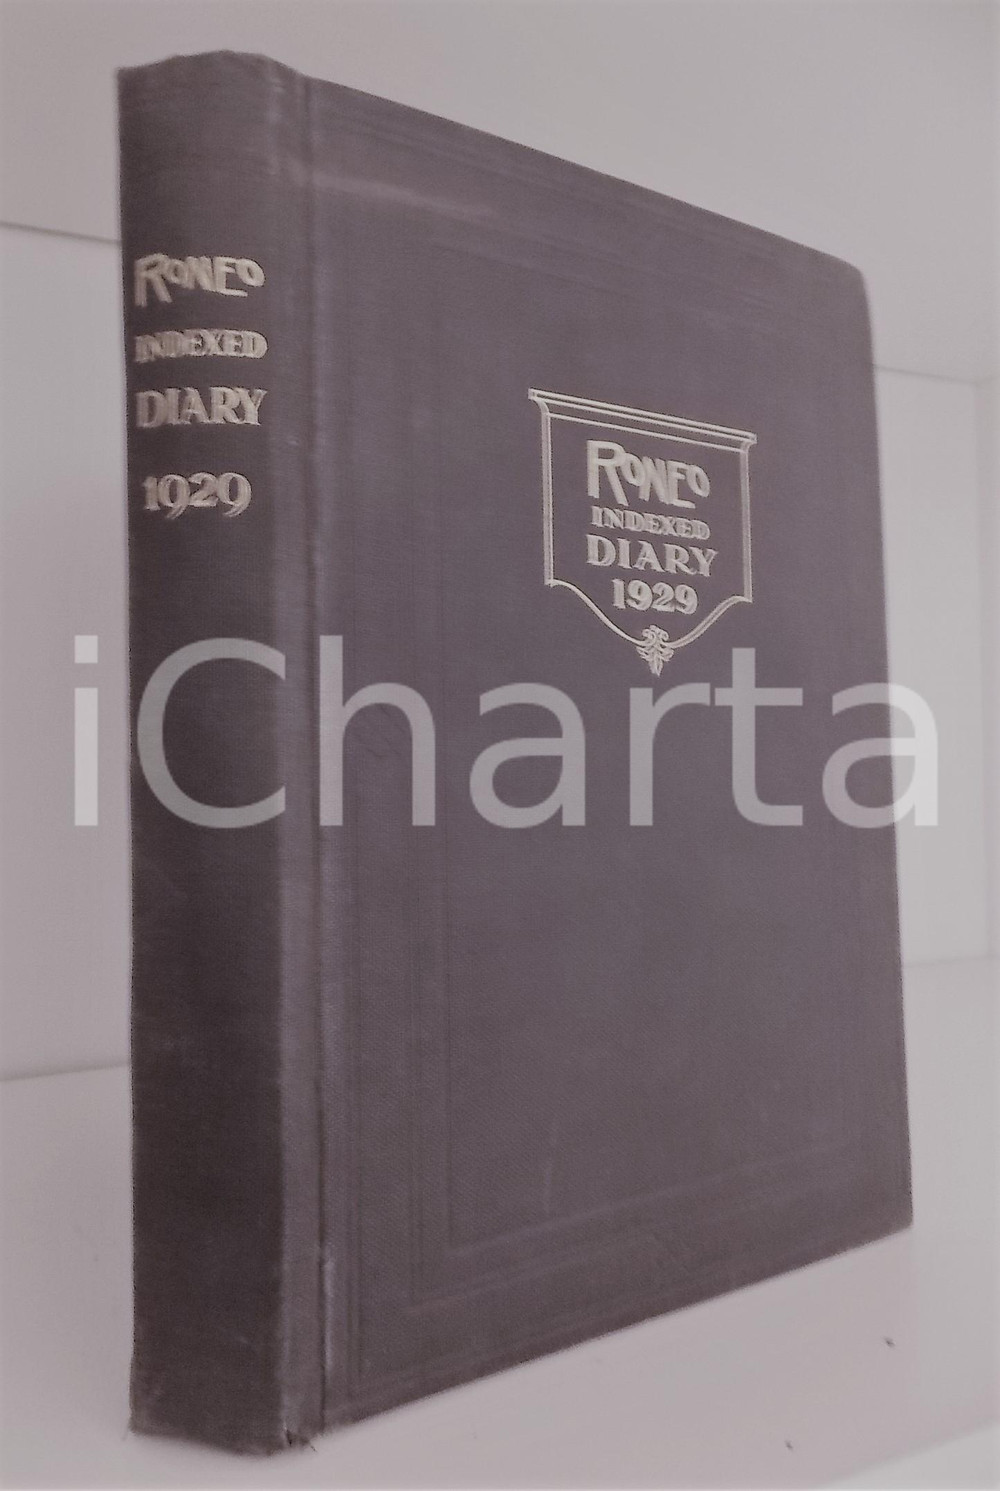 RONEO
INDEXED
DIARY
1929
RONEO
INDEXED
DIARY
1929
iCharta